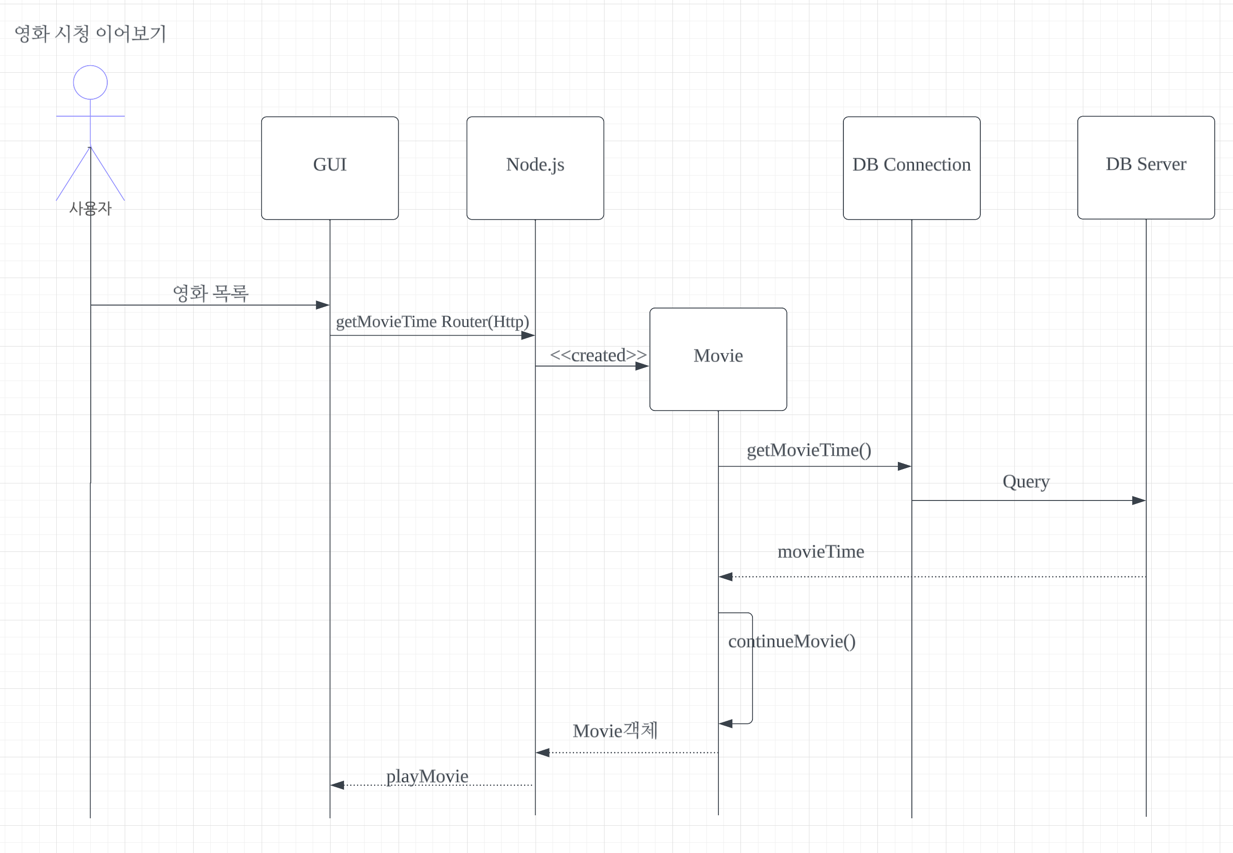 영화 시청 이어보기
사용자
GUI
Node.js
DB Connection
DB Server
영화 목록
getMovieTime Router(Http)
<<created>>
Movie
getMovieTime()
Query
movieTime
continueMovie()
Movie객체
playMovie